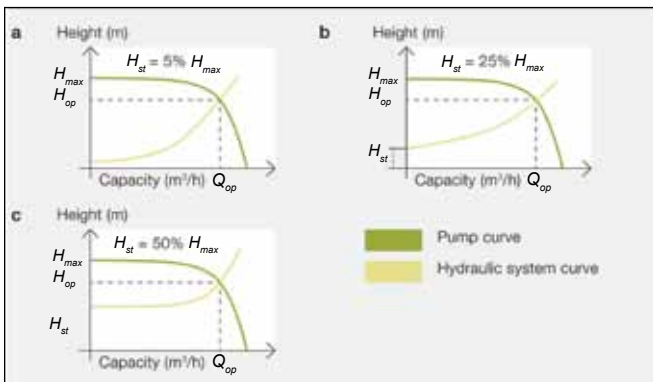 a
Height (m)
H_st = 5% H_max
H_max
H_op
Capacity (m³/h)
Q_op
b
Height (m)
H_st = 25% H_max
H_max
H_op
H_st
Capacity (m³/h)
Q_op
c
Height (m)
H_st = 50% H_max
H_max
H_op
H_st
Capacity (m³/h)
Q_op
Pump curve
Hydraulic system curve